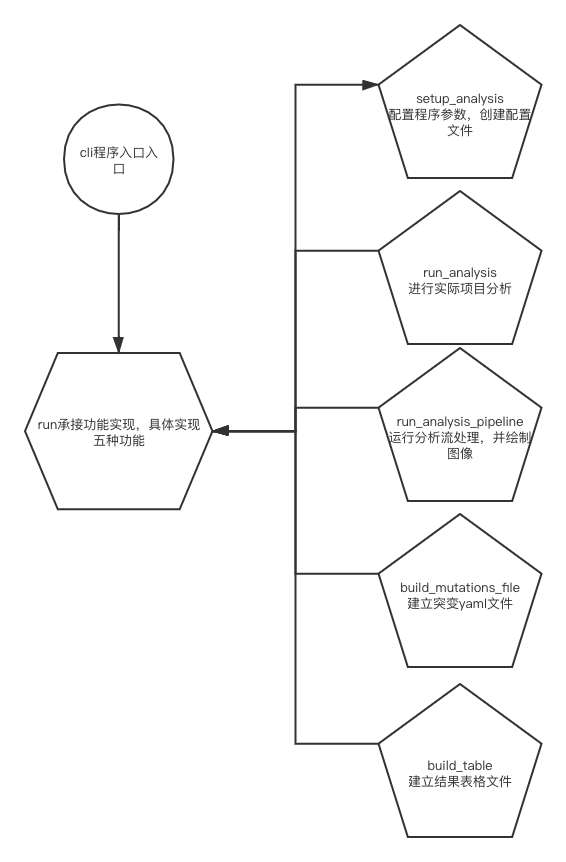 cli程序入口入
口
run承接功能实现，具体实现
五种功能
setup_analysis
配置程序参数，创建配置
文件
run_analysis
进行实际项目分析
run_analysis_pipeline
运行分析流处理，并绘制
图像
build_mutations_file
建立突变yaml文件
build_table
建立结果表格文件